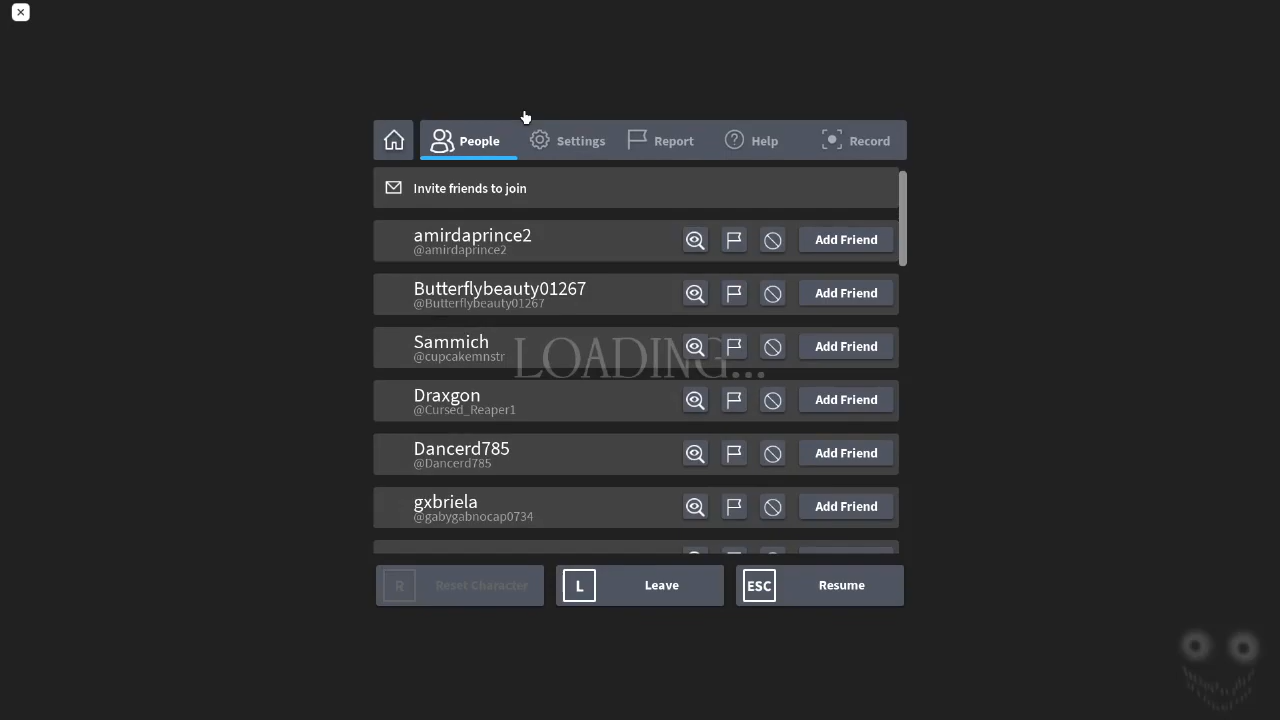 People Settings Report Help Record
Invite friends to join
amirdaprince2
@amirdaprince2
Add Friend
Butterflybeauty01267
@Butterflybeauty01267
Add Friend
Sammich
@cupcakemnstr
Add Friend
LOADING...
Draxgon
@Cursed_Reaper1
Add Friend
Dancerd785
@Dancerd785
Add Friend
gxbriela
@gabygabnocap0734
Add Friend
R Reset Character L Leave ESC Resume